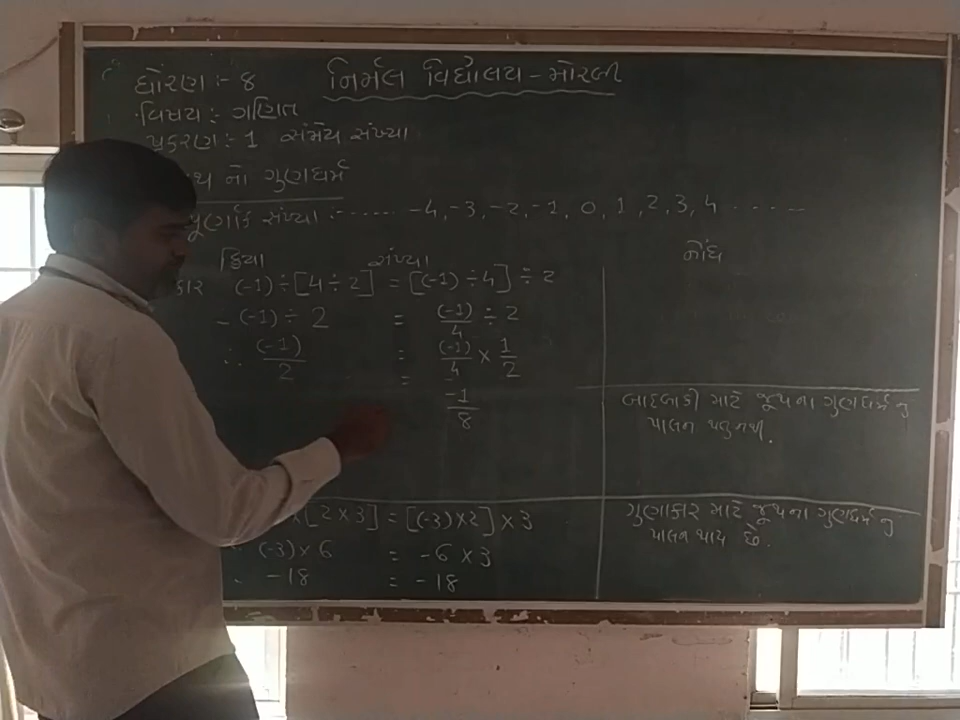 ધોરણ :- ૪ નિર્મલ વિદ્યાલય - મોરબી
વિષય : ગણિત
પ્રકરણ :- 1 સંમેય સંખ્યા
નો ગુણધર્મ
પૂર્ણાંક સંખ્યા :- ...... -4, -3, -2, -1, 0, 1, 2, 3, 4 .....
ક્રિયા સંખ્યા નોંધ
કાર (-1) ÷ [4 ÷ 2] = [(-1) ÷ 4] ÷ 2
- (-1) ÷ 2 = (-1)/4 ÷ 2
∴ (-1)/2 = (-1)/4 × 1/2
= -1/8
બાદબાકી માટે જૂથના ગુણધર્મનું
પાલન થતુ નથી.
× [2 × 3] = [(-3) × 2] × 3
(-3) × 6 = -6 × 3
-18 = -18
ગુણાકાર માટે જૂથના ગુણધર્મનું
પાલન થાય છે.